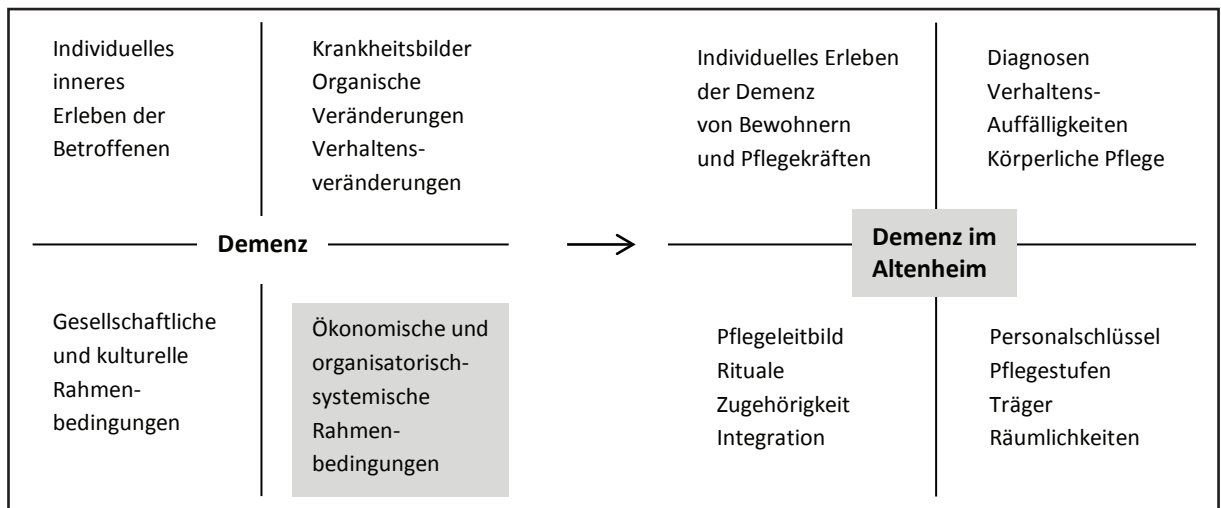 Individuelles
inneres
Erleben der
Betroffenen
Krankheitsbilder
Organische
Veränderungen
Verhaltens-
veränderungen
Demenz
Gesellschaftliche
und kulturelle
Rahmen-
bedingungen
Ökonomische und
organisatorisch-
systemische
Rahmen-
bedingungen
Individuelles Erleben
der Demenz
von Bewohnern
und Pflegekräften
Diagnosen
Verhaltens-
Auffälligkeiten
Körperliche Pflege
Demenz im
Altenheim
Pflegeleitbild
Rituale
Zugehörigkeit
Integration
Personalschlüssel
Pflegestufen
Träger
Räumlichkeiten